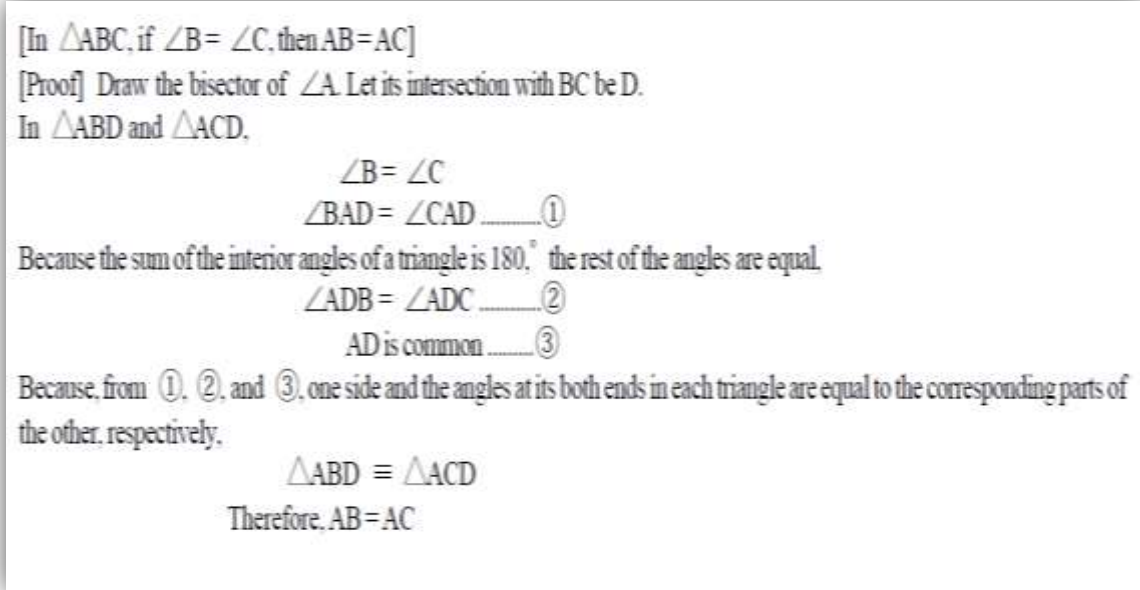 [In △ABC, if ∠B= ∠C, then AB=AC]
[Proof] Draw the bisector of ∠A. Let its intersection with BC be D.
In △ABD and △ACD,
∠B= ∠C
∠BAD= ∠CAD ..........①
Because the sum of the interior angles of a triangle is 180,° the rest of the angles are equal,
∠ADB= ∠ADC ..........②
AD is common ........③
Because, from ①, ②, and ③, one side and the angles at its both ends in each triangle are equal to the corresponding parts of
the other, respectively,
△ABD ≡ △ACD
Therefore, AB=AC